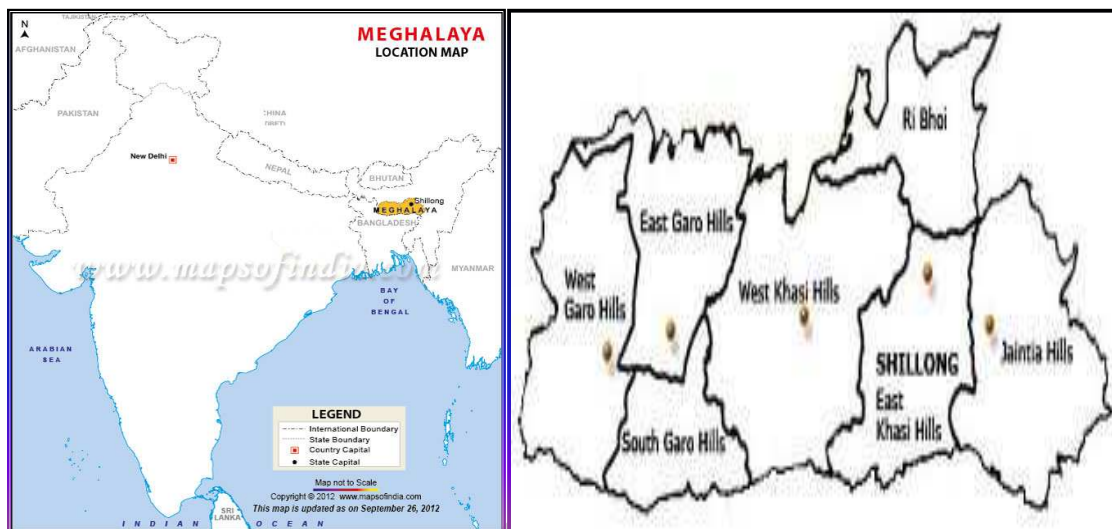 N
MEGHALAYA
LOCATION MAP
TAJIKISTAN
AFGHANISTAN
PAKISTAN
CHINA
New Delhi
NEPAL
BHUTAN
Shillong
MEGHALAYA
BANGLADESH
www.mapsofindia.com
MYANMAR
BAY
OF
BENGAL
ARABIAN
SEA
LEGEND
International Boundary
State Boundary
Country Capital
State Capital
Map not to Scale
Copyright © 2012 www.mapsofindia.com
This map is updated as on September 26, 2012
SRI
LANKA
INDIAN OCEAN
Ri Bhoi
East Garo Hills
West
Garo Hills
West Khasi Hills
SHILLONG
East
Khasi Hills
Jaintia Hills
South Garo Hills